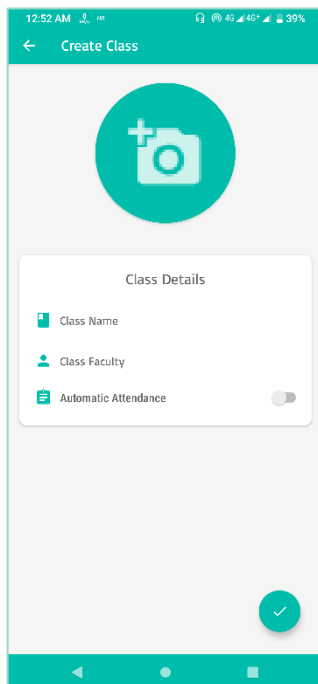 12:52 AM 4G 4G+ 39%
Create Class
Class Details
Class Name
Class Faculty
Automatic Attendance